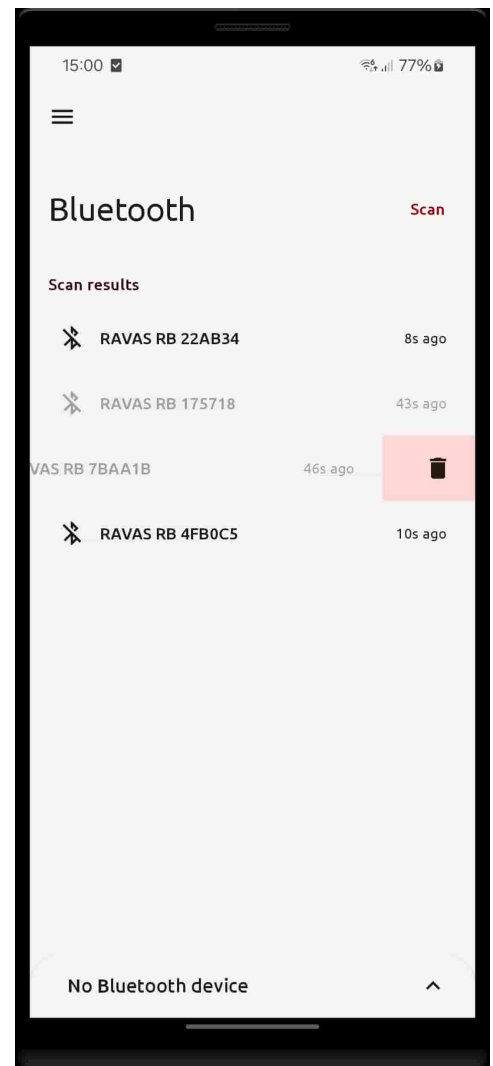 15:00 77%
Bluetooth Scan
Scan results
RAVAS RB 22AB34 8s ago
RAVAS RB 175718 43s ago
VAS RB 7BAA1B 46s ago
RAVAS RB 4FB0C5 10s ago
No Bluetooth device